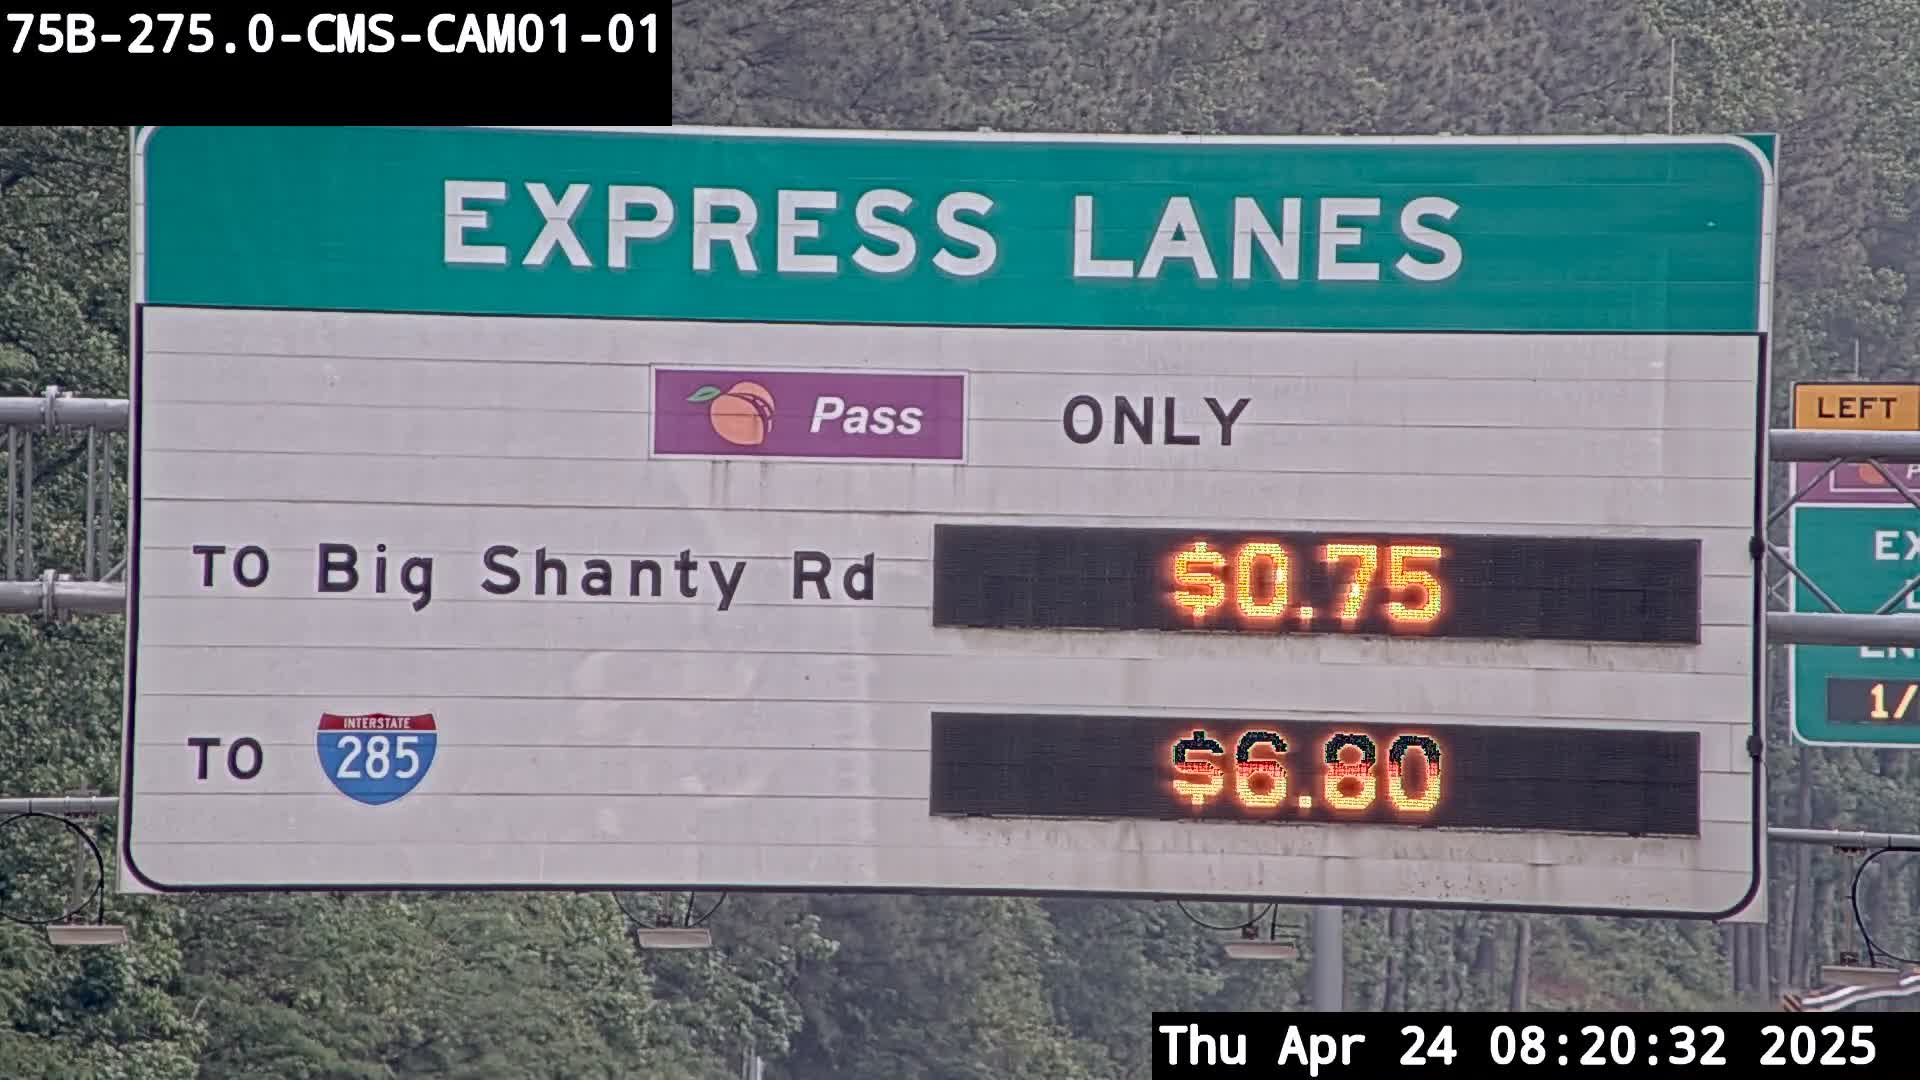 75B-275.0-CMS-CAM01-01
EXPRESS LANES
Pass ONLY
LEFT
TO Big Shanty Rd $0.75
TO INTERSTATE 285 $6.80
1/
Thu Apr 24 08:20:32 2025